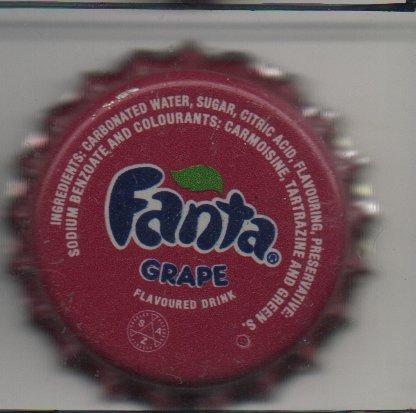 INGREDIENTS: CARBONATED WATER, SUGAR, CITRIC ACID, FLAVOURING, PRESERVATIVE:
SODIUM BENZOATE AND COLOURANTS: CARMOISINE, TARTRAZINE AND GREEN S.
Fanta®
GRAPE
FLAVOURED DRINK
S A Z